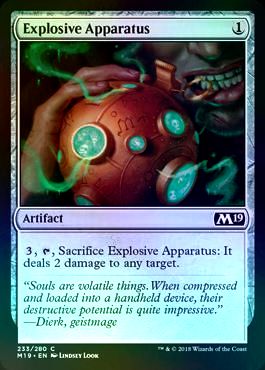 Explosive Apparatus 1
Artifact M19
3, T, Sacrifice Explosive Apparatus: It
deals 2 damage to any target.
“Souls are volatile things. When compressed
and loaded into a handheld device, their
destructive potential is quite impressive.”
—Dierk, geistmage
233/280 C
M19 • EN LINDSEY LOOK
™ & © 2018 Wizards of the Coast